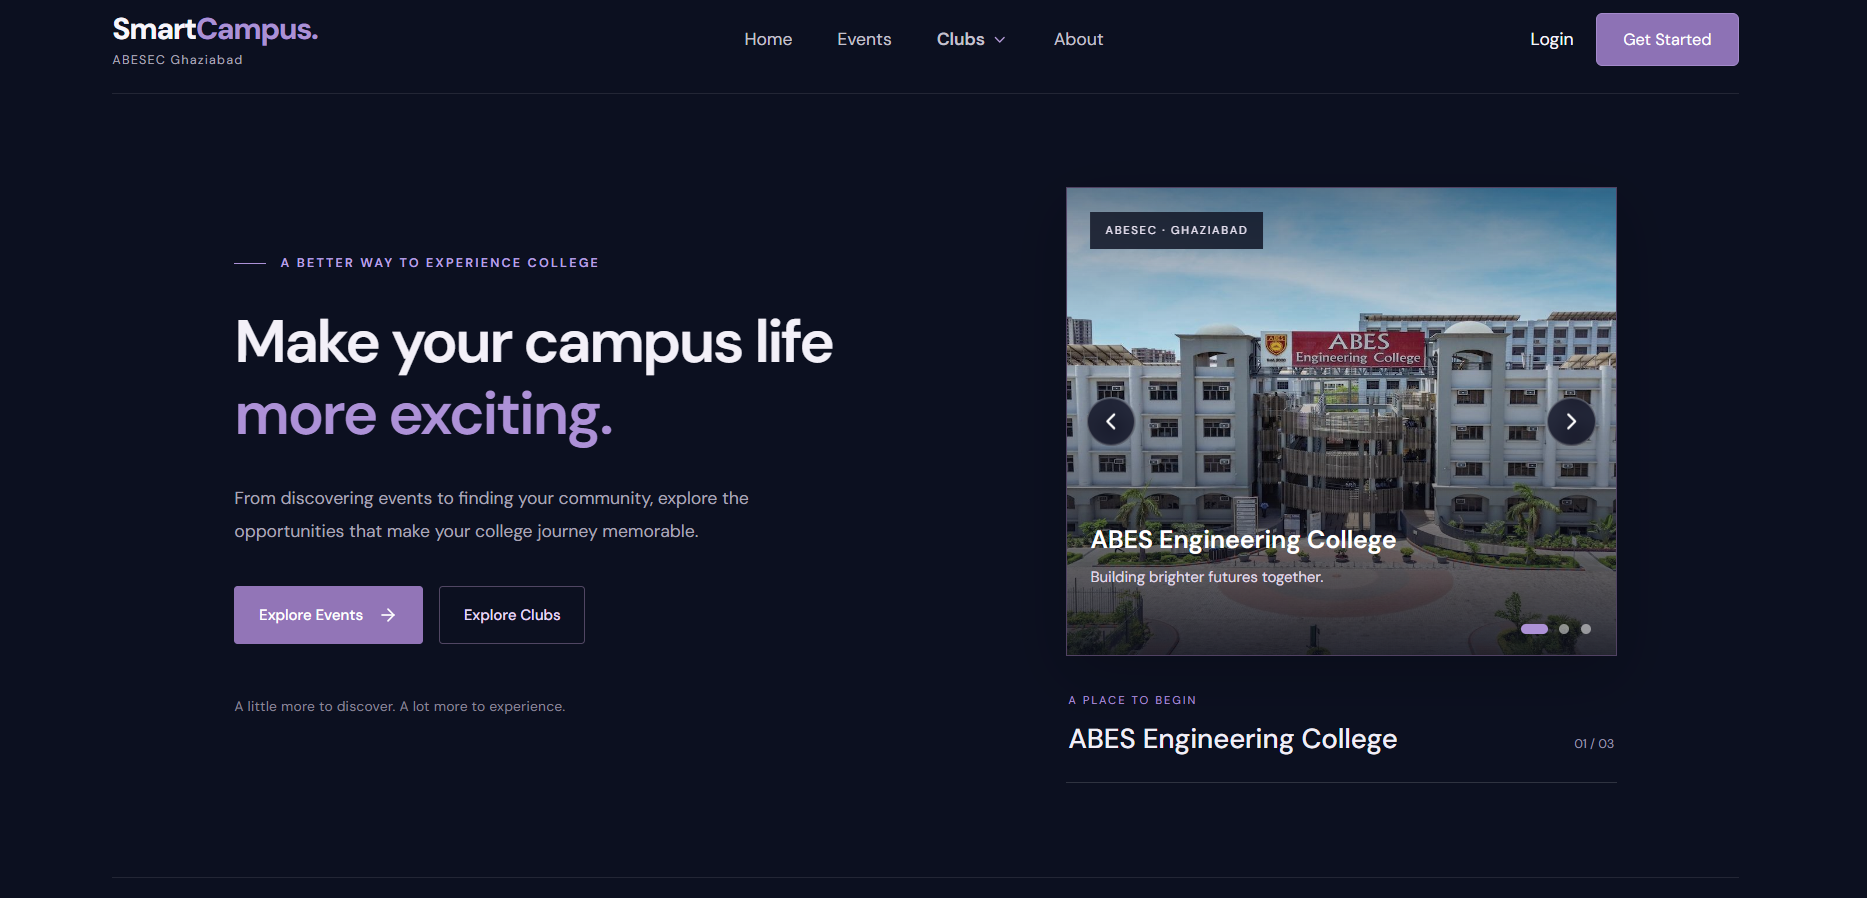 SmartCampus.
ABESEC Ghaziabad
Home
Events
Clubs
About
Login
Get Started
A BETTER WAY TO EXPERIENCE COLLEGE
Make your campus life
more exciting.
From discovering events to finding your community, explore the
opportunities that make your college journey memorable.
Explore Events
Explore Clubs
A little more to discover. A lot more to experience.
ABESEC · GHAZIABAD
ABES
Engineering College
ABES Engineering College
Building brighter futures together.
A PLACE TO BEGIN
ABES Engineering College
01 / 03